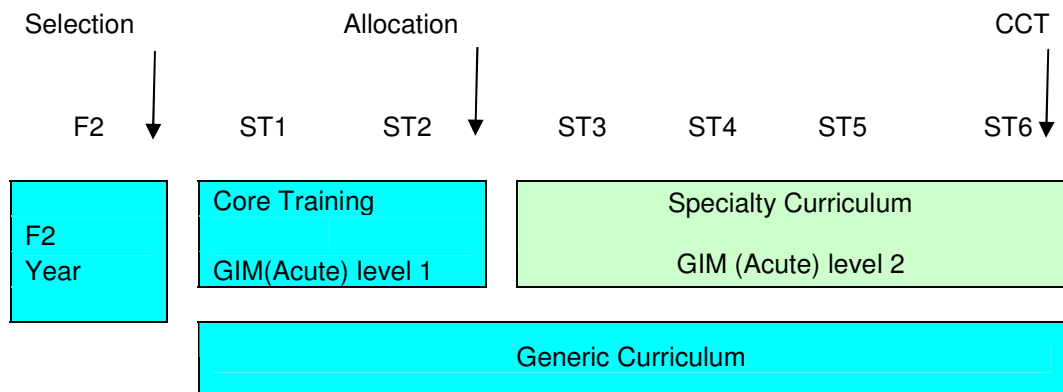 Selection Allocation CCT
F2 ST1 ST2 ST3 ST4 ST5 ST6
F2
Year
Core Training
GIM(Acute) level 1
Specialty Curriculum
GIM (Acute) level 2
Generic Curriculum